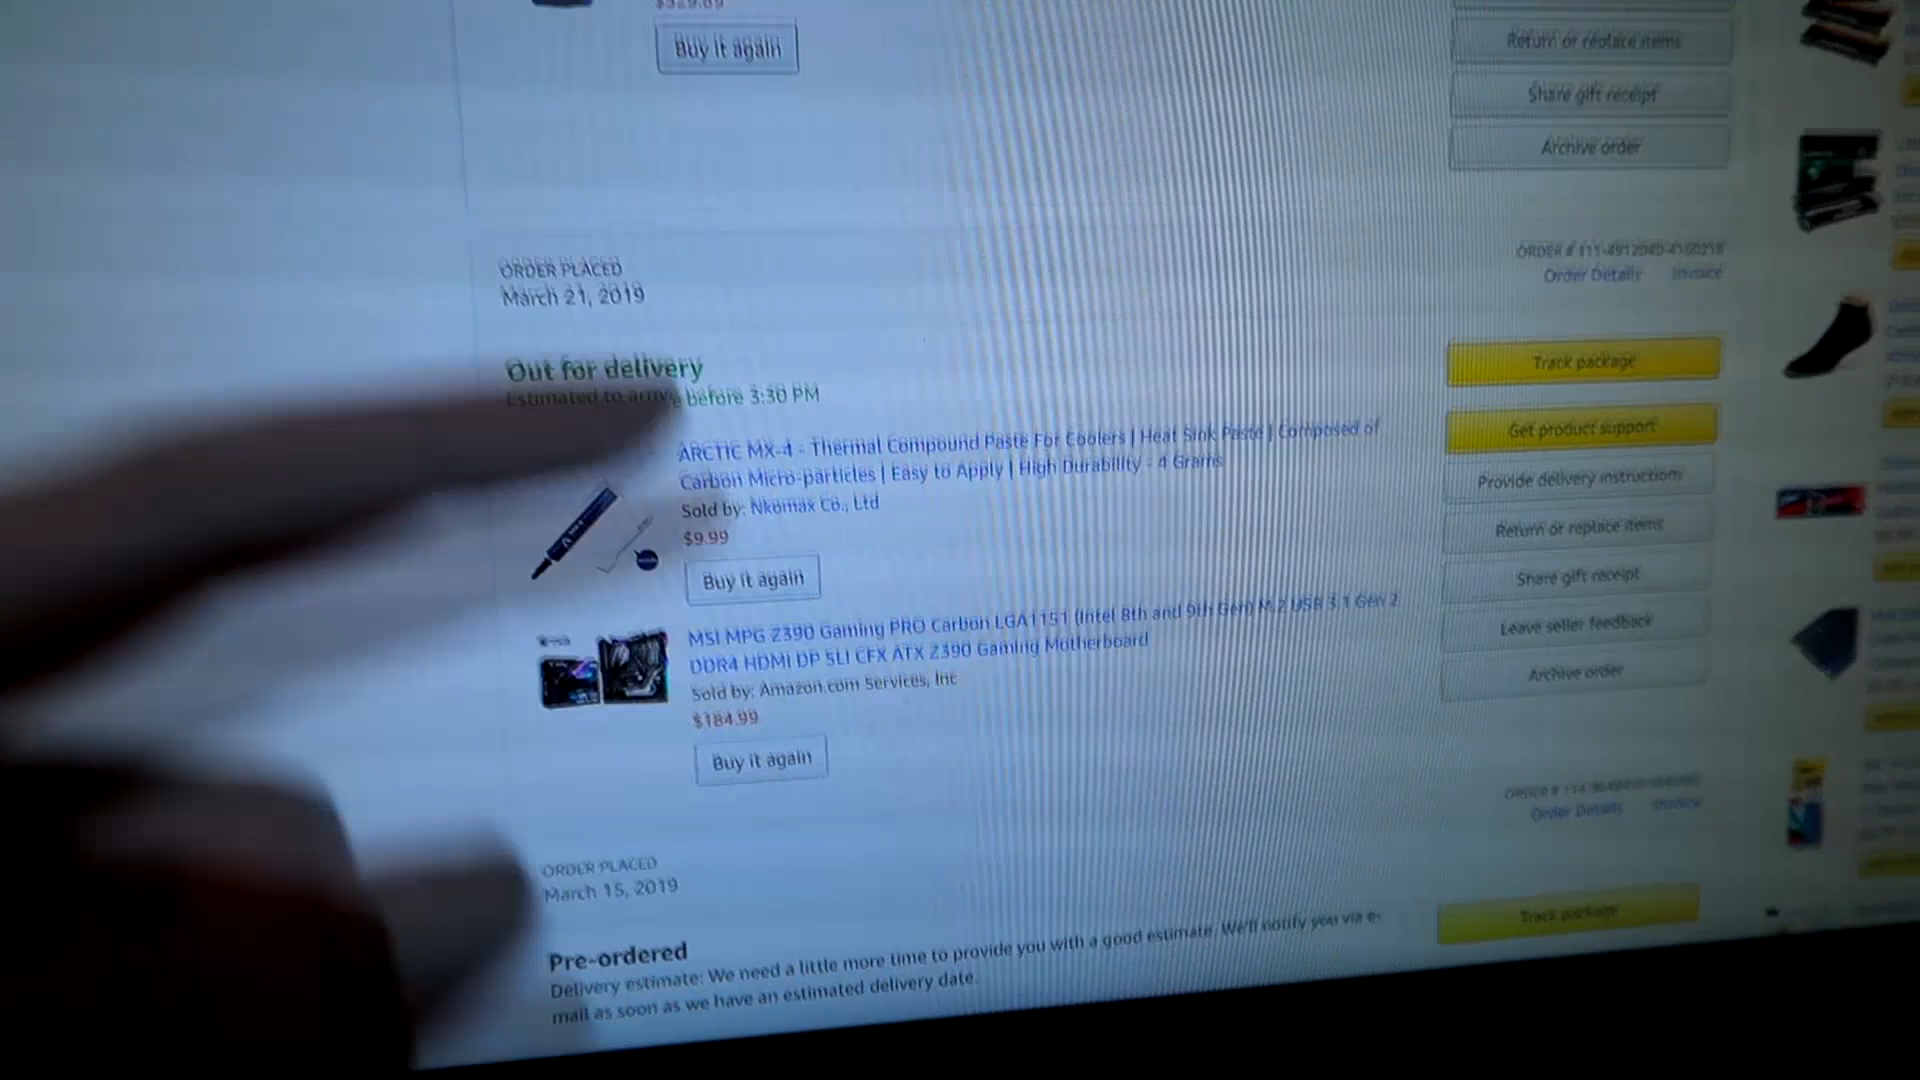 $329.89
Buy it again
Return or replace items
Share gift receipt
Archive order
ORDER PLACED
March 21, 2019
ORDER #
Order Details Invoice
Out for delivery
Estimated to arrive before 3:30 PM
Track package
Get product support
Provide delivery instructions
Return or replace items
Share gift receipt
Leave seller feedback
Archive order
ARCTIC MX-4 - Thermal Compound Paste For Coolers | Heat Sink Paste | Composed of
Carbon Micro-particles | Easy to Apply | High Durability - 4 Grams
Sold by: Nkomax Co., Ltd
$9.99
Buy it again
MSI MPG Z390 Gaming PRO Carbon LGA1151 (Intel 8th and 9th Gen) M.2 USB 3.1 Gen 2
DDR4 HDMI DP SLI CFX ATX Z390 Gaming Motherboard
Sold by: Amazon.com Services, Inc
$184.99
Buy it again
ORDER PLACED
March 15, 2019
ORDER #
Order Details Invoice
Pre-ordered
Delivery estimate: We need a little more time to provide you with a good estimate. We'll notify you via e-
mail as soon as we have an estimated delivery date.
Track package